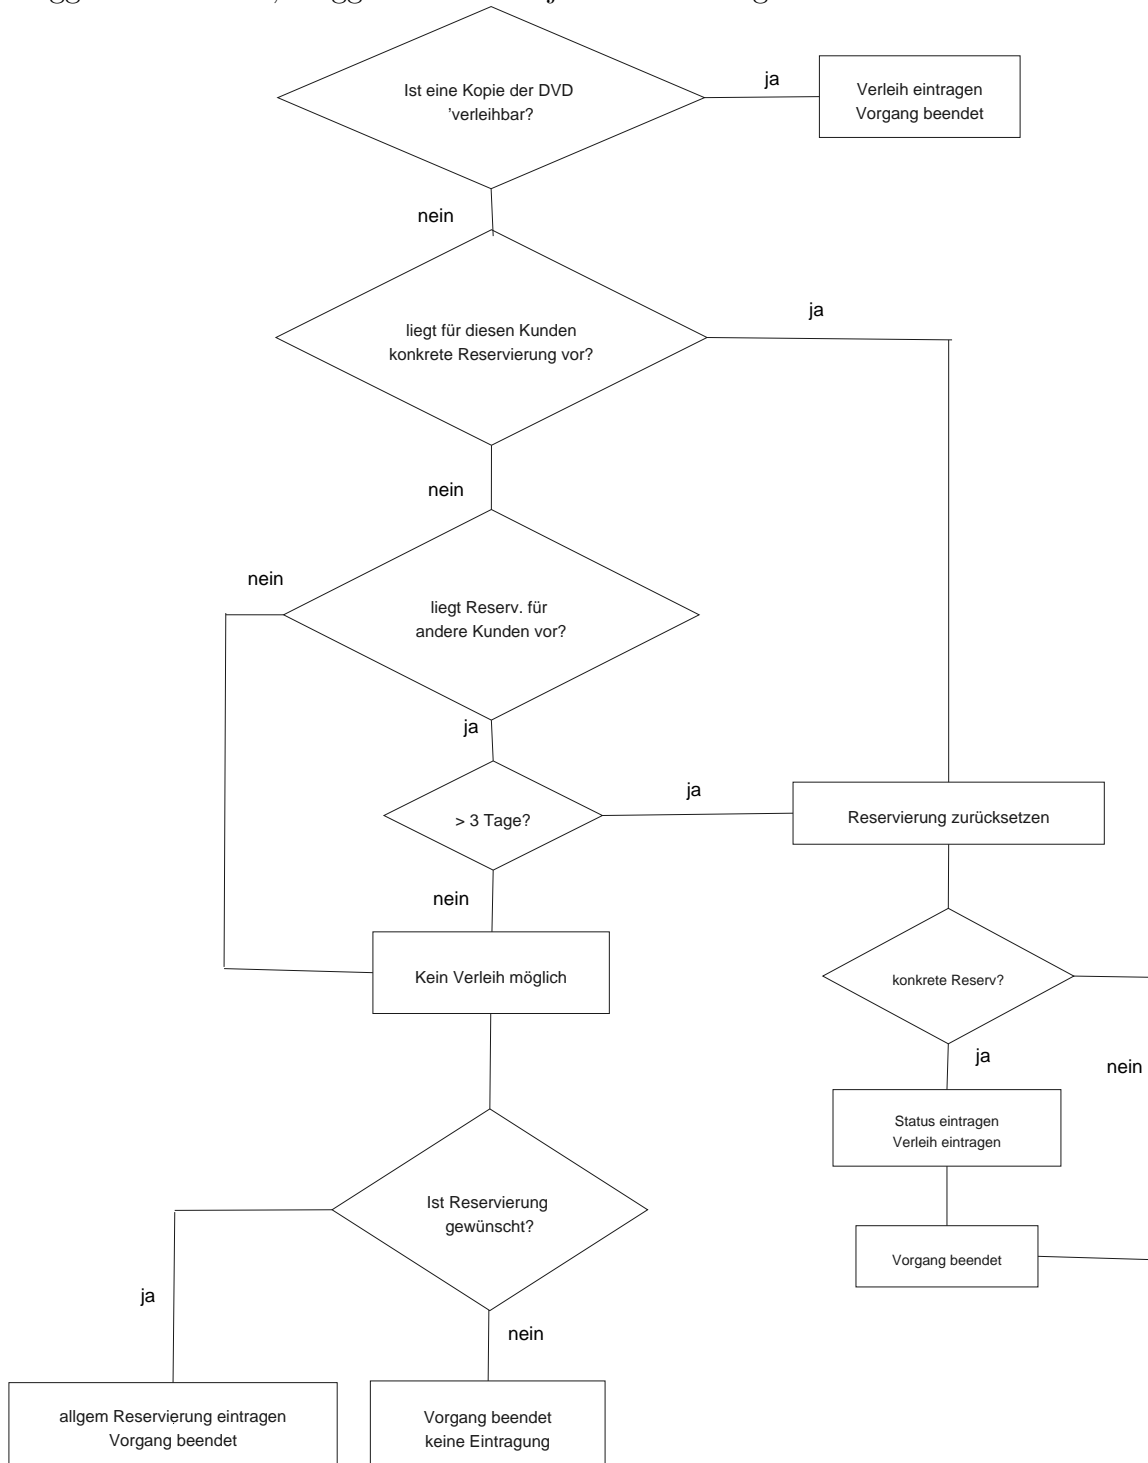 Ist eine Kopie der DVD
'verleihbar?
ja
Verleih eintragen
Vorgang beendet
nein
liegt für diesen Kunden
konkrete Reservierung vor?
ja
nein
nein
liegt Reserv. für
andere Kunden vor?
ja
> 3 Tage?
ja
Reservierung zurücksetzen
nein
Kein Verleih möglich
konkrete Reserv?
ja
nein
Status eintragen
Verleih eintragen
Ist Reservierung
gewünscht?
Vorgang beendet
ja
nein
allgem Reservierung eintragen
Vorgang beendet
Vorgang beendet
keine Eintragung